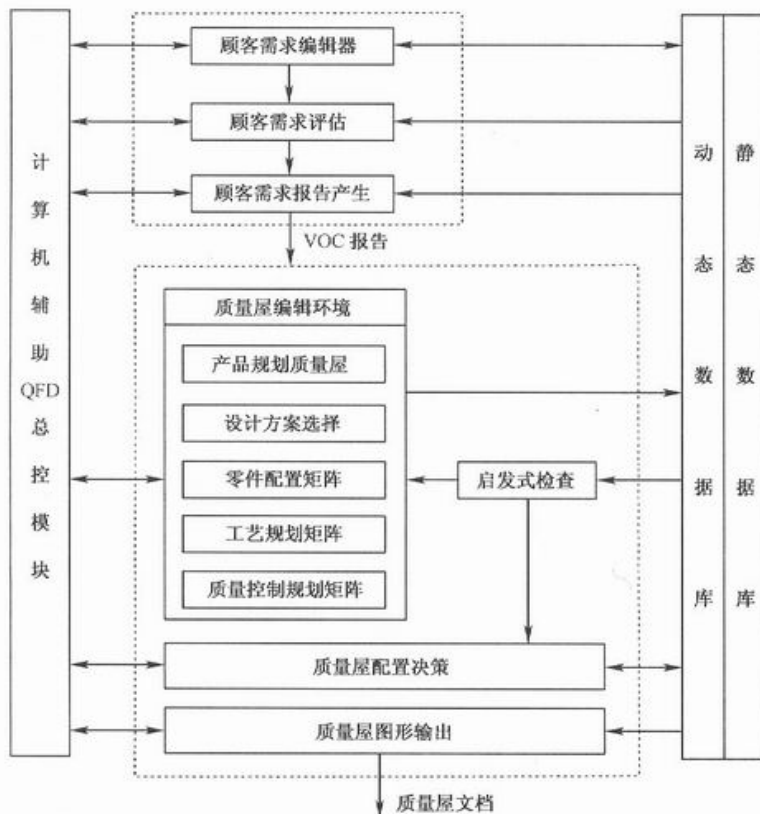 计算机辅助QFD总控模块
顾客需求编辑器
顾客需求评估
顾客需求报告产生
VOC 报告
质量屋编辑环境
产品规划质量屋
设计方案选择
零件配置矩阵
工艺规划矩阵
质量控制规划矩阵
启发式检查
质量屋配置决策
质量屋图形输出
质量屋文档
动态数据库
静态数据库